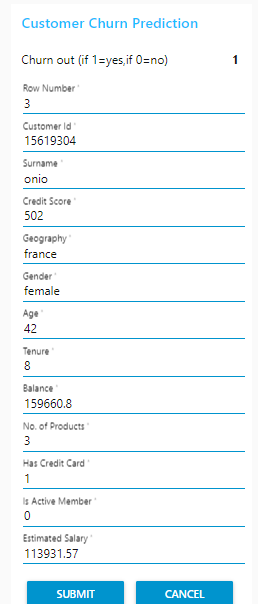 Customer Churn Prediction
Churn out (if 1=yes,if 0=no) 1
Row Number *
3
Customer Id *
15619304
Surname *
onio
Credit Score *
502
Geography *
france
Gender *
female
Age *
42
Tenure *
8
Balance *
159660.8
No. of Products *
3
Has Credit Card *
1
Is Active Member *
0
Estimated Salary *
113931.57
SUBMIT CANCEL